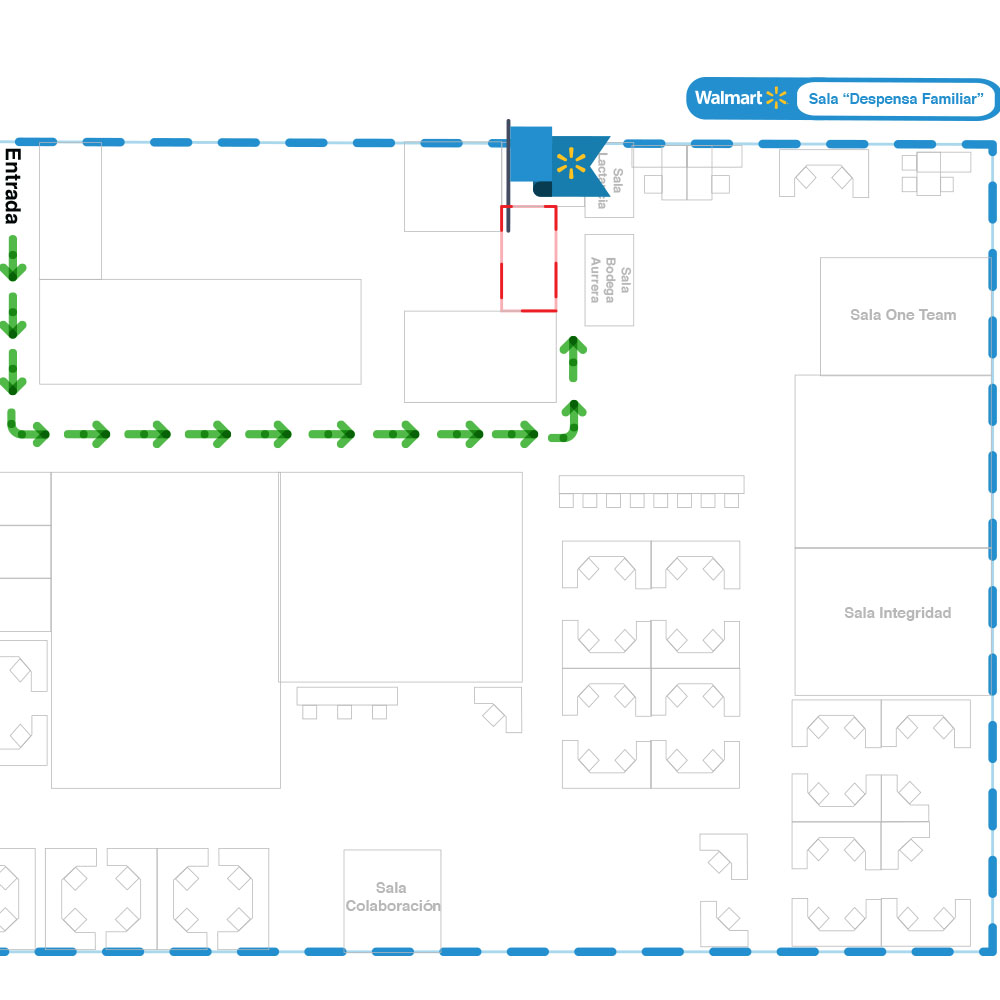 Walmart
Sala “Despensa Familiar”
Entrada
Sala
Lactancia
Sala
Bodega
Aurrera
Sala One Team
Sala Integridad
Sala
Colaboración